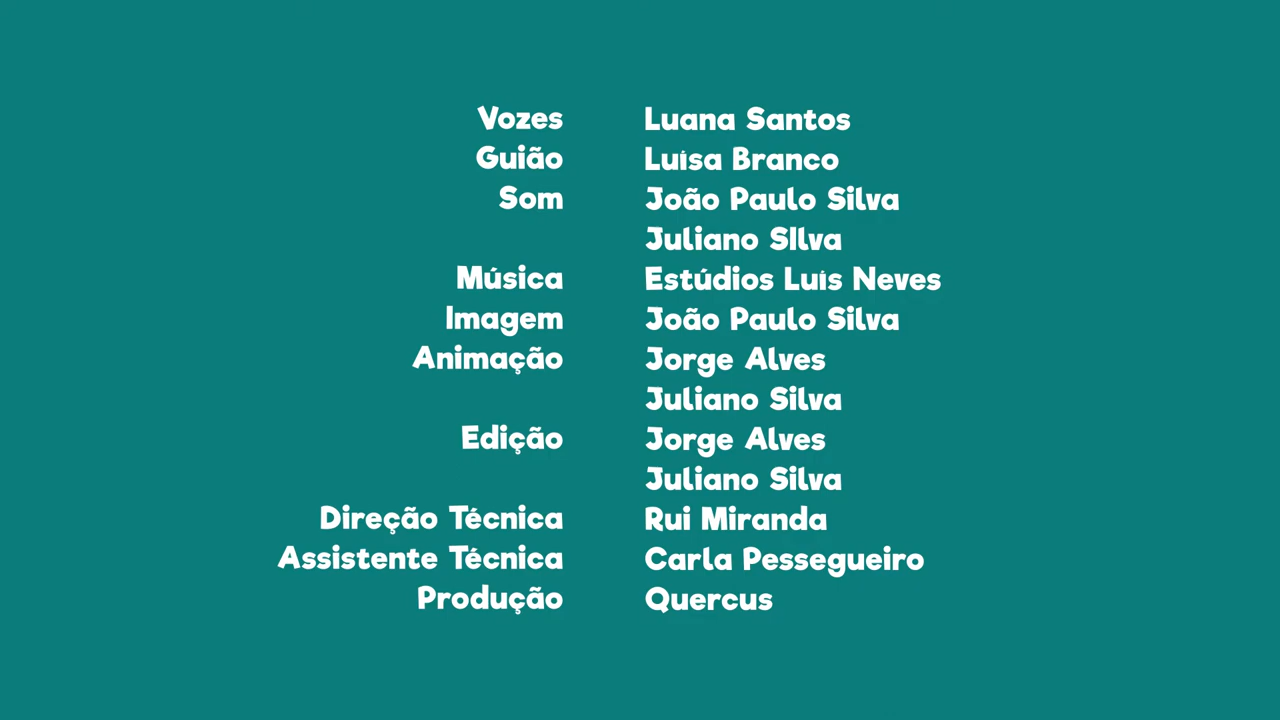 Vozes Luana Santos
Guião Luísa Branco
Som João Paulo Silva
Juliano SIlva
Música Estúdios Luís Neves
Imagem João Paulo Silva
Animação Jorge Alves
Juliano Silva
Edição Jorge Alves
Juliano Silva
Direção Técnica Rui Miranda
Assistente Técnica Carla Pessegueiro
Produção Quercus